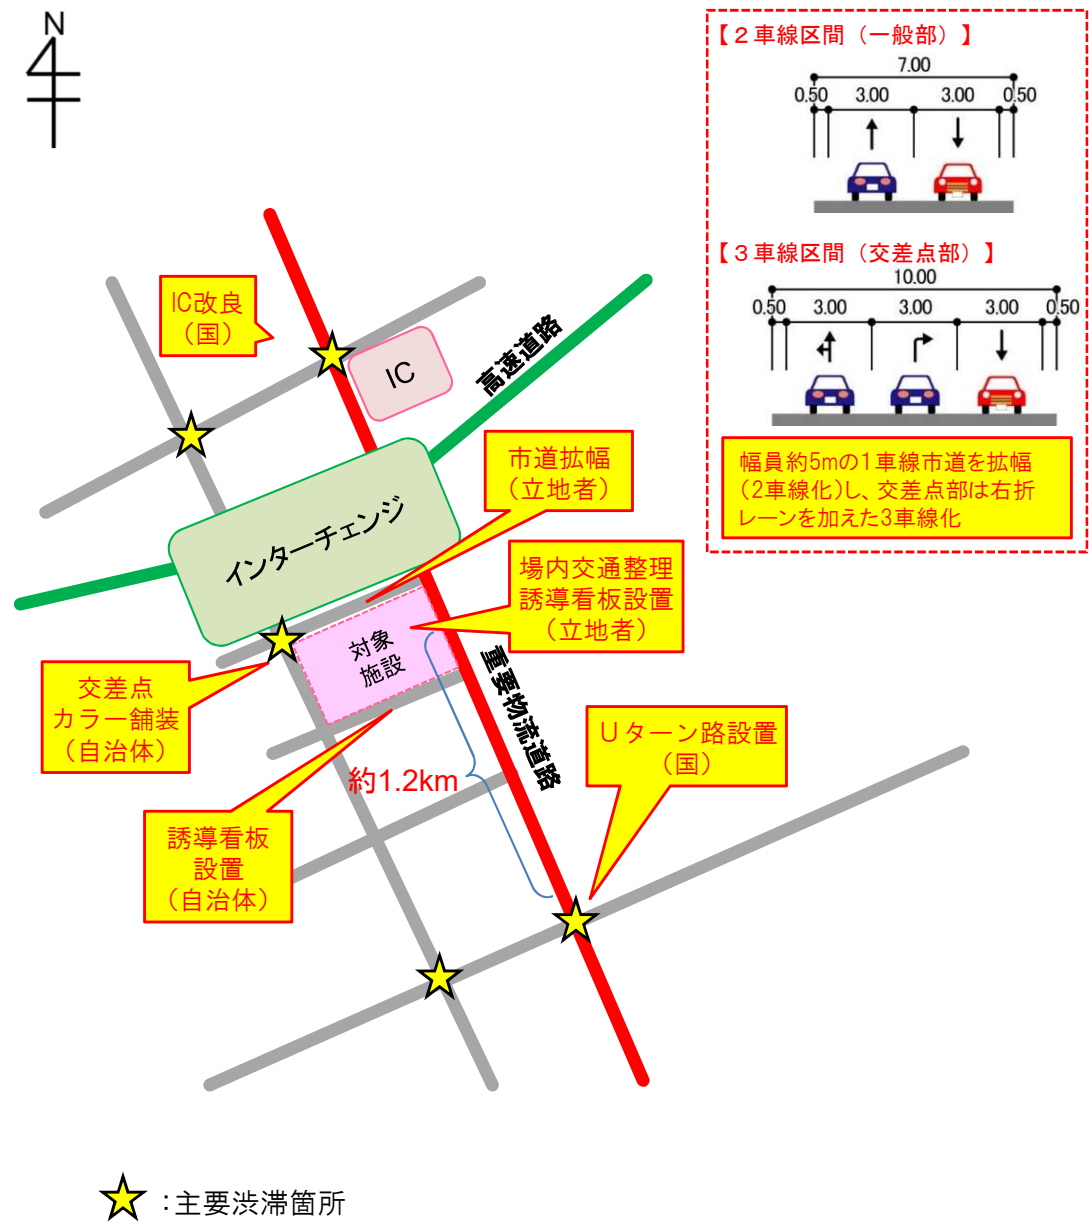 N
【２車線区間（一般部）】
7.00
0.50 3.00 3.00 0.50
【３車線区間（交差点部）】
10.00
0.50 3.00 3.00 3.00 0.50
幅員約5mの1車線市道を拡幅
（2車線化）し、交差点部は右折
レーンを加えた3車線化
IC改良
（国）
IC
高速道路
市道拡幅
（立地者）
インターチェンジ
場内交通整理
誘導看板設置
（立地者）
対象
施設
重要物流道路
交差点
カラー舗装
（自治体）
Ｕターン路設置
（国）
約1.2km
誘導看板
設置
（自治体）
：主要渋滞箇所